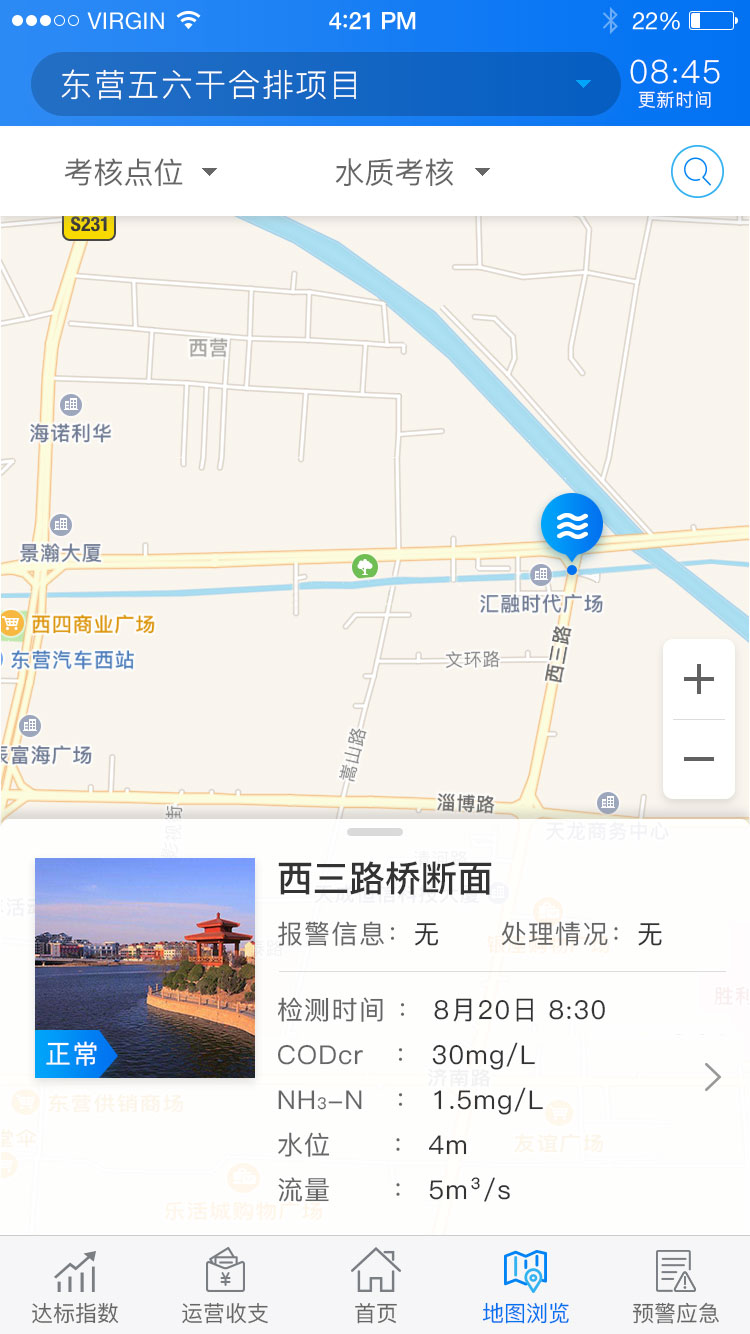 VIRGIN 4:21 PM 22%
东营五六干合排项目
08:45
更新时间
考核点位
水质考核
S231
西营
海诺利华
景瀚大厦
汇融时代广场
西四商业广场
东营汽车西站
文环路
西三路
富海广场
嵩山路
淄博路
天龙商务中心
西三路桥断面
报警信息: 无 处理情况: 无
检测时间 : 8月20日 8:30
正常
CODcr : 30mg/L
济南路
NH₃-N : 1.5mg/L
东营供销商场
水位 : 4m
友谊广场
流量 : 5m³/s
乐活城购物广场
达标指数
运营收支
首页
地图浏览
预警应急